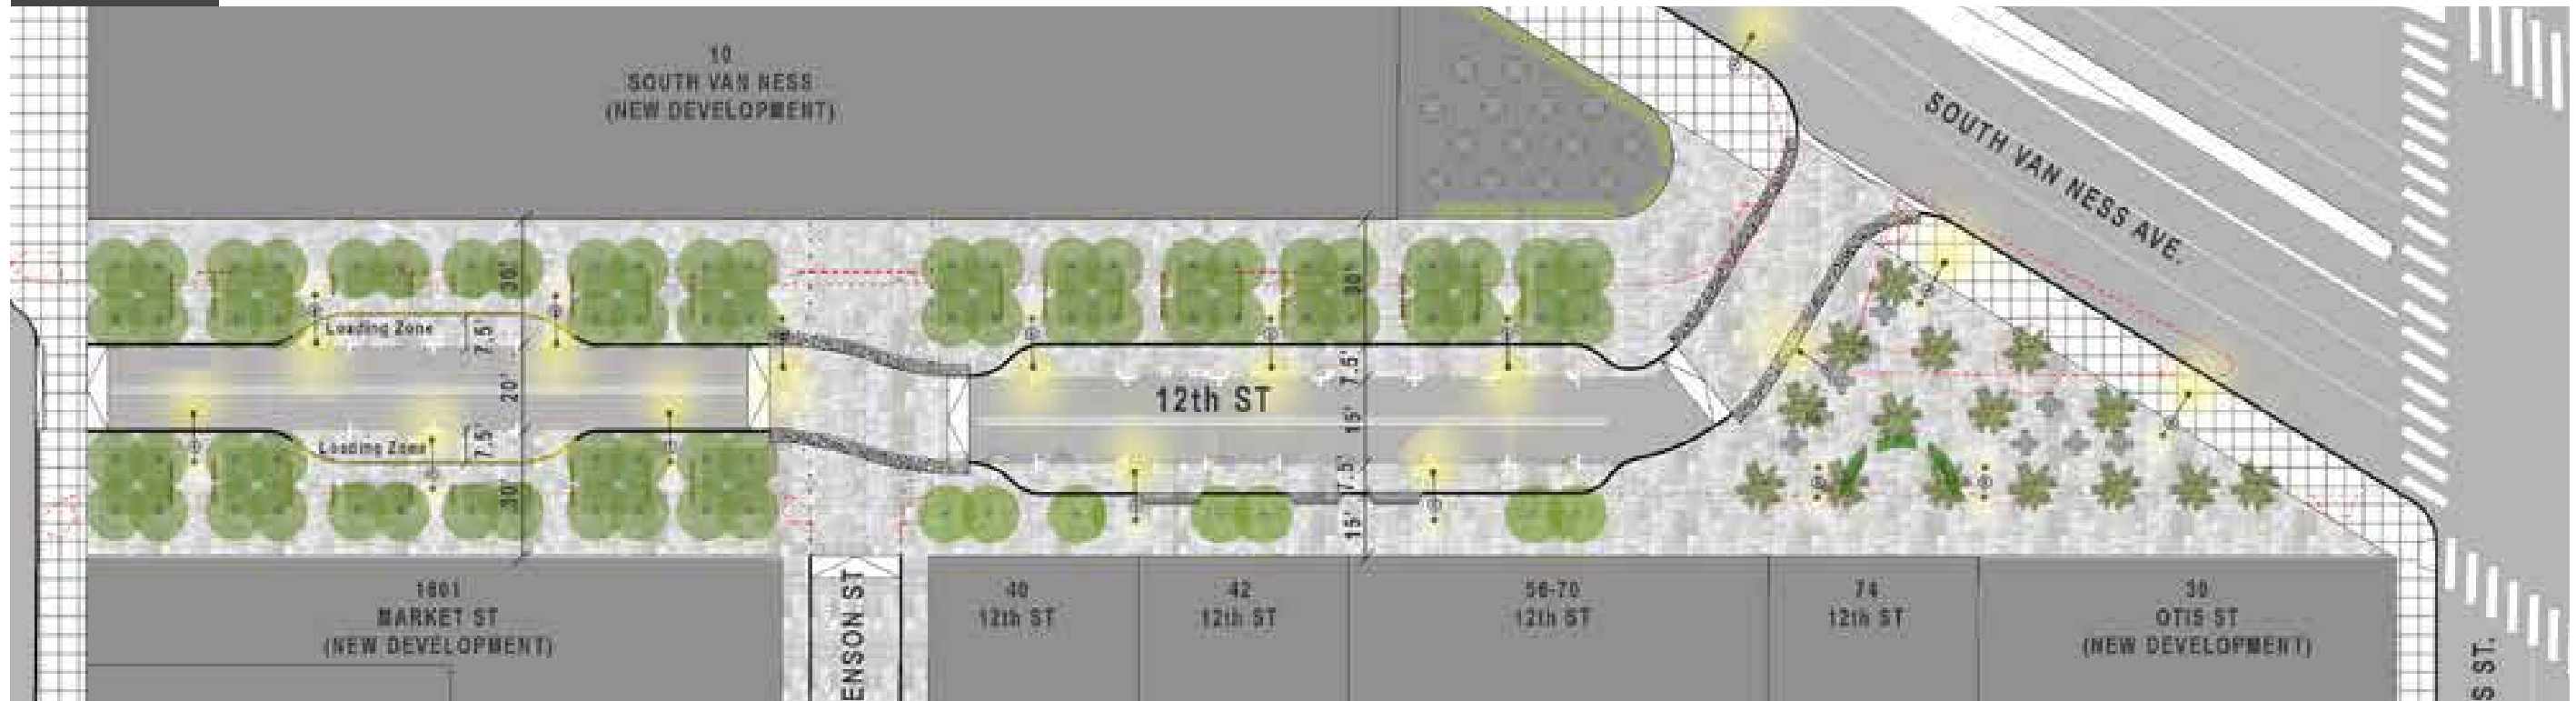 10
SOUTH VAN NESS
(NEW DEVELOPMENT)
SOUTH VAN NESS AVE.
30'
30'
Loading Zone
7.5'
20'
7.5'
12th ST
15'
Loading Zone
7.5'
7.5'
30'
15'
1601
MARKET ST
(NEW DEVELOPMENT)
ENSON ST
40
12th ST
42
12th ST
56-70
12th ST
74
12th ST
30
OTIS ST
(NEW DEVELOPMENT)
S ST.